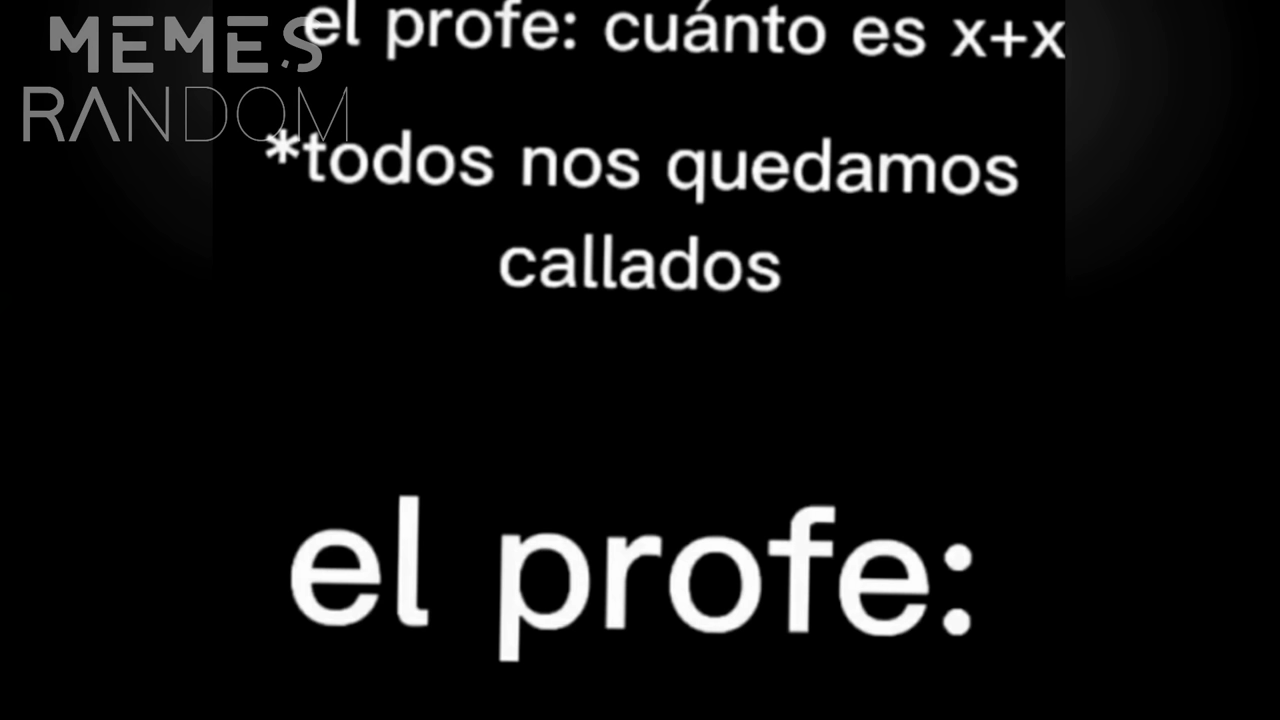 MEMES
RANDOM
el profe: cuánto es x+x
*todos nos quedamos
callados
el profe: